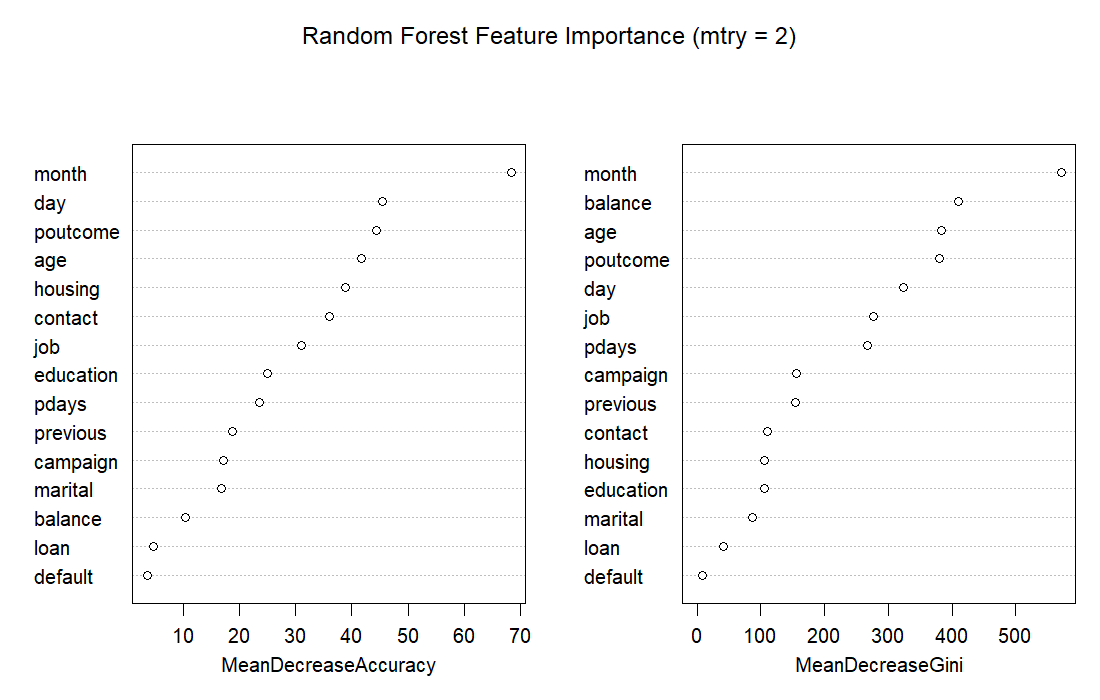 Random Forest Feature Importance (mtry = 2)
month
day
poutcome
age
housing
contact
job
education
pdays
previous
campaign
marital
balance
loan
default
10 20 30 40 50 60 70
MeanDecreaseAccuracy
month
balance
age
poutcome
day
job
pdays
campaign
previous
contact
housing
education
marital
loan
default
0 100 200 300 400 500
MeanDecreaseGini